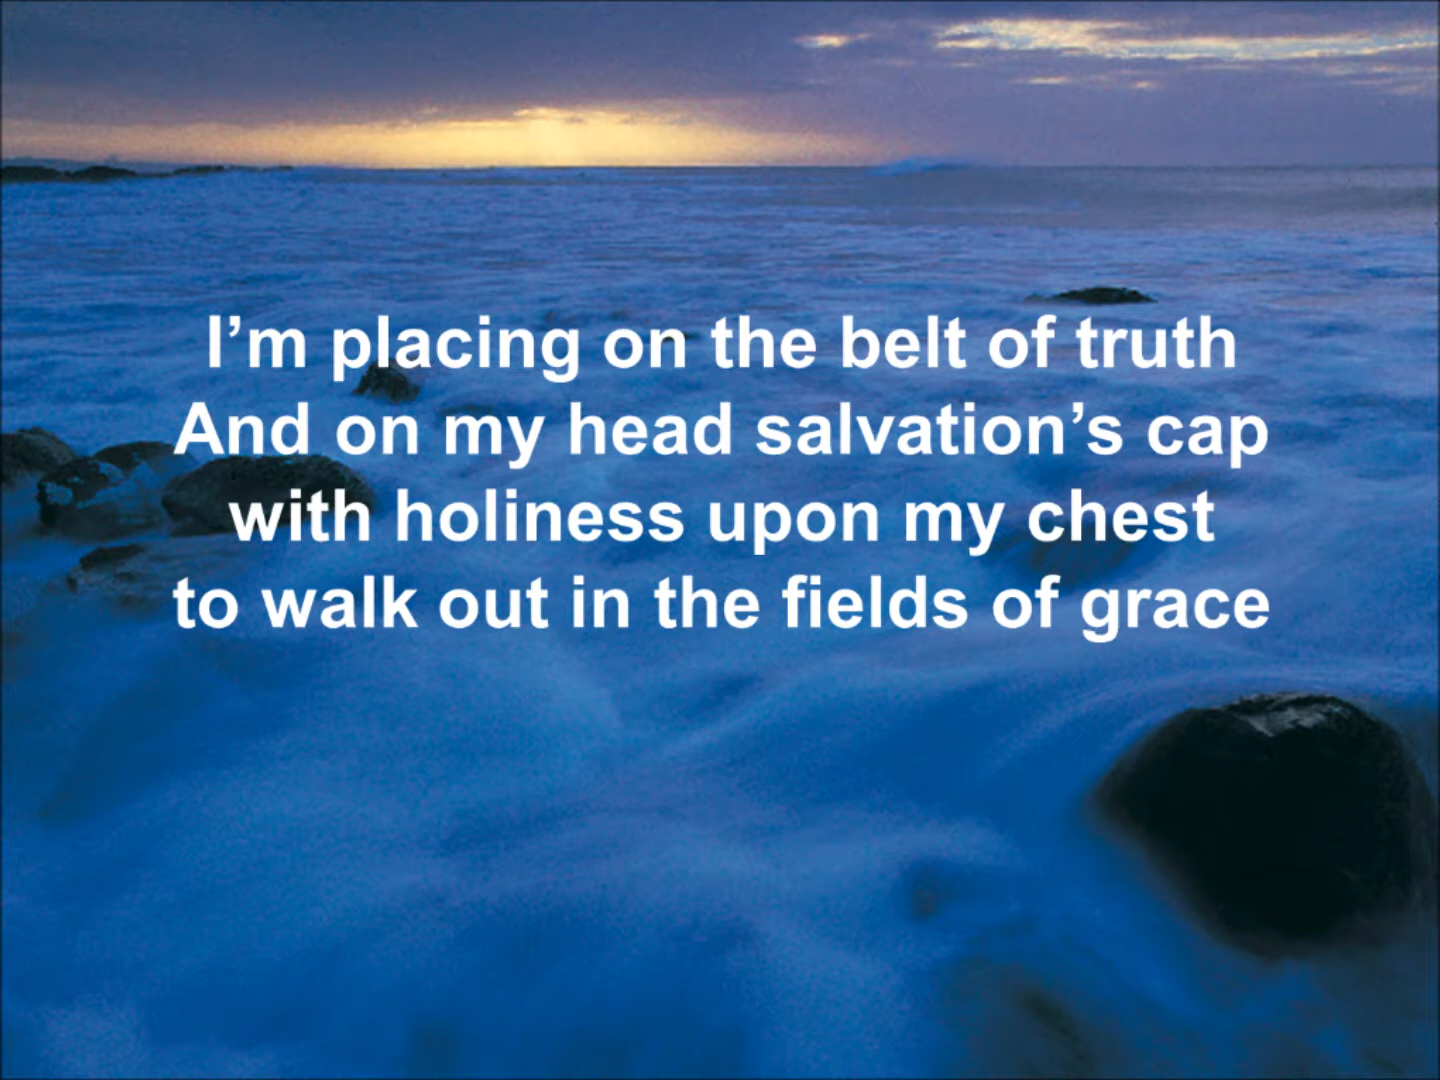 I’m placing on the belt of truth
And on my head salvation’s cap
with holiness upon my chest
to walk out in the fields of grace